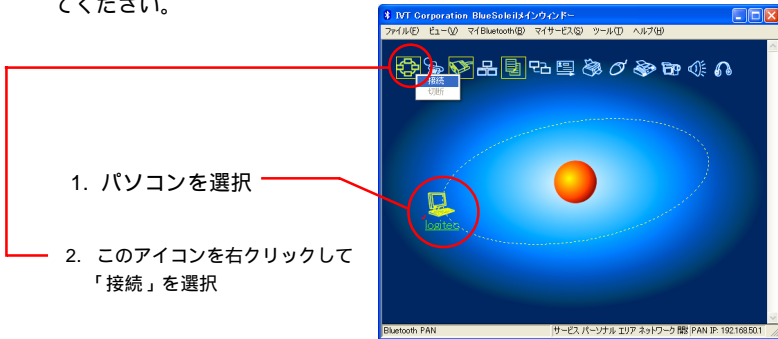 てください。
IVT Corporation BlueSoleilメインウィンドー
ファイル(F) ビュー(V) マイBluetooth(B) マイサービス(S) ツール(T) ヘルプ(H)
接続
切断
1. パソコンを選択
logitec
2. このアイコンを右クリックして
「接続」を選択
Bluetooth PAN
サービス パーソナル エリア ネットワーク 開 PAN IP: 192.168.50.1